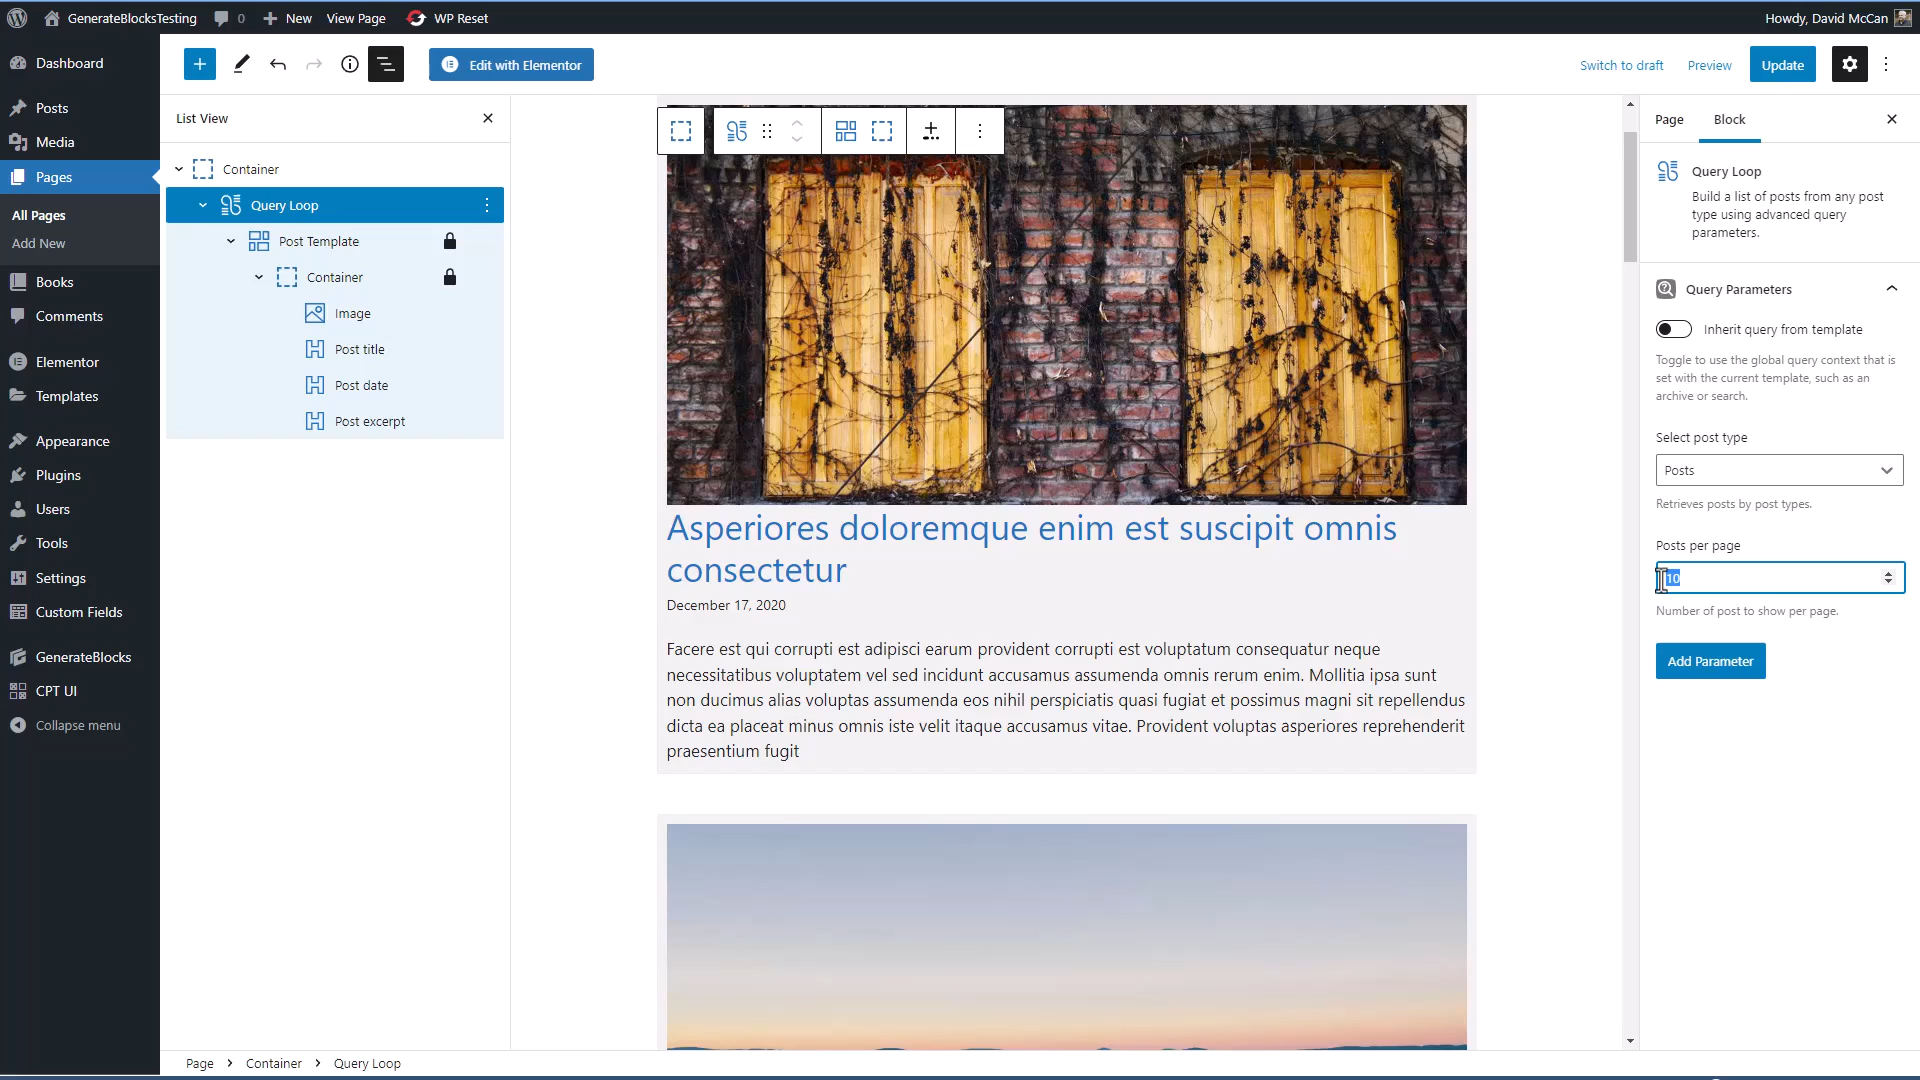 GenerateBlocksTesting
0
New
View Page
WP Reset
Howdy, David McCan
Dashboard
Posts
Media
Pages
All Pages
Add New
Books
Comments
Elementor
Templates
Appearance
Plugins
Users
Tools
Settings
Custom Fields
GenerateBlocks
CPT UI
Collapse menu
Edit with Elementor
Switch to draft
Preview
Update
List View
Container
Query Loop
Post Template
Container
Image
Post title
Post date
Post excerpt
Asperiores doloremque enim est suscipit omnis
consectetur
December 17, 2020
Facere est qui corrupti est adipisci earum provident corrupti est voluptatum consequatur neque
necessitatibus voluptatem vel sed incidunt accusamus assumenda omnis rerum enim. Mollitia ipsa sunt
non ducimus alias voluptas assumenda eos nihil perspiciatis quasi fugiat et possimus magni sit repellendus
dicta ea placeat minus omnis iste velit itaque accusamus vitae. Provident voluptas asperiores reprehenderit
praesentium fugit
Page
Block
Query Loop
Build a list of posts from any post
type using advanced query
parameters.
Query Parameters
Inherit query from template
Toggle to use the global query context that is
set with the current template, such as an
archive or search.
Select post type
Posts
Retrieves posts by post types.
Posts per page
10
Number of post to show per page.
Add Parameter
Page
Container
Query Loop